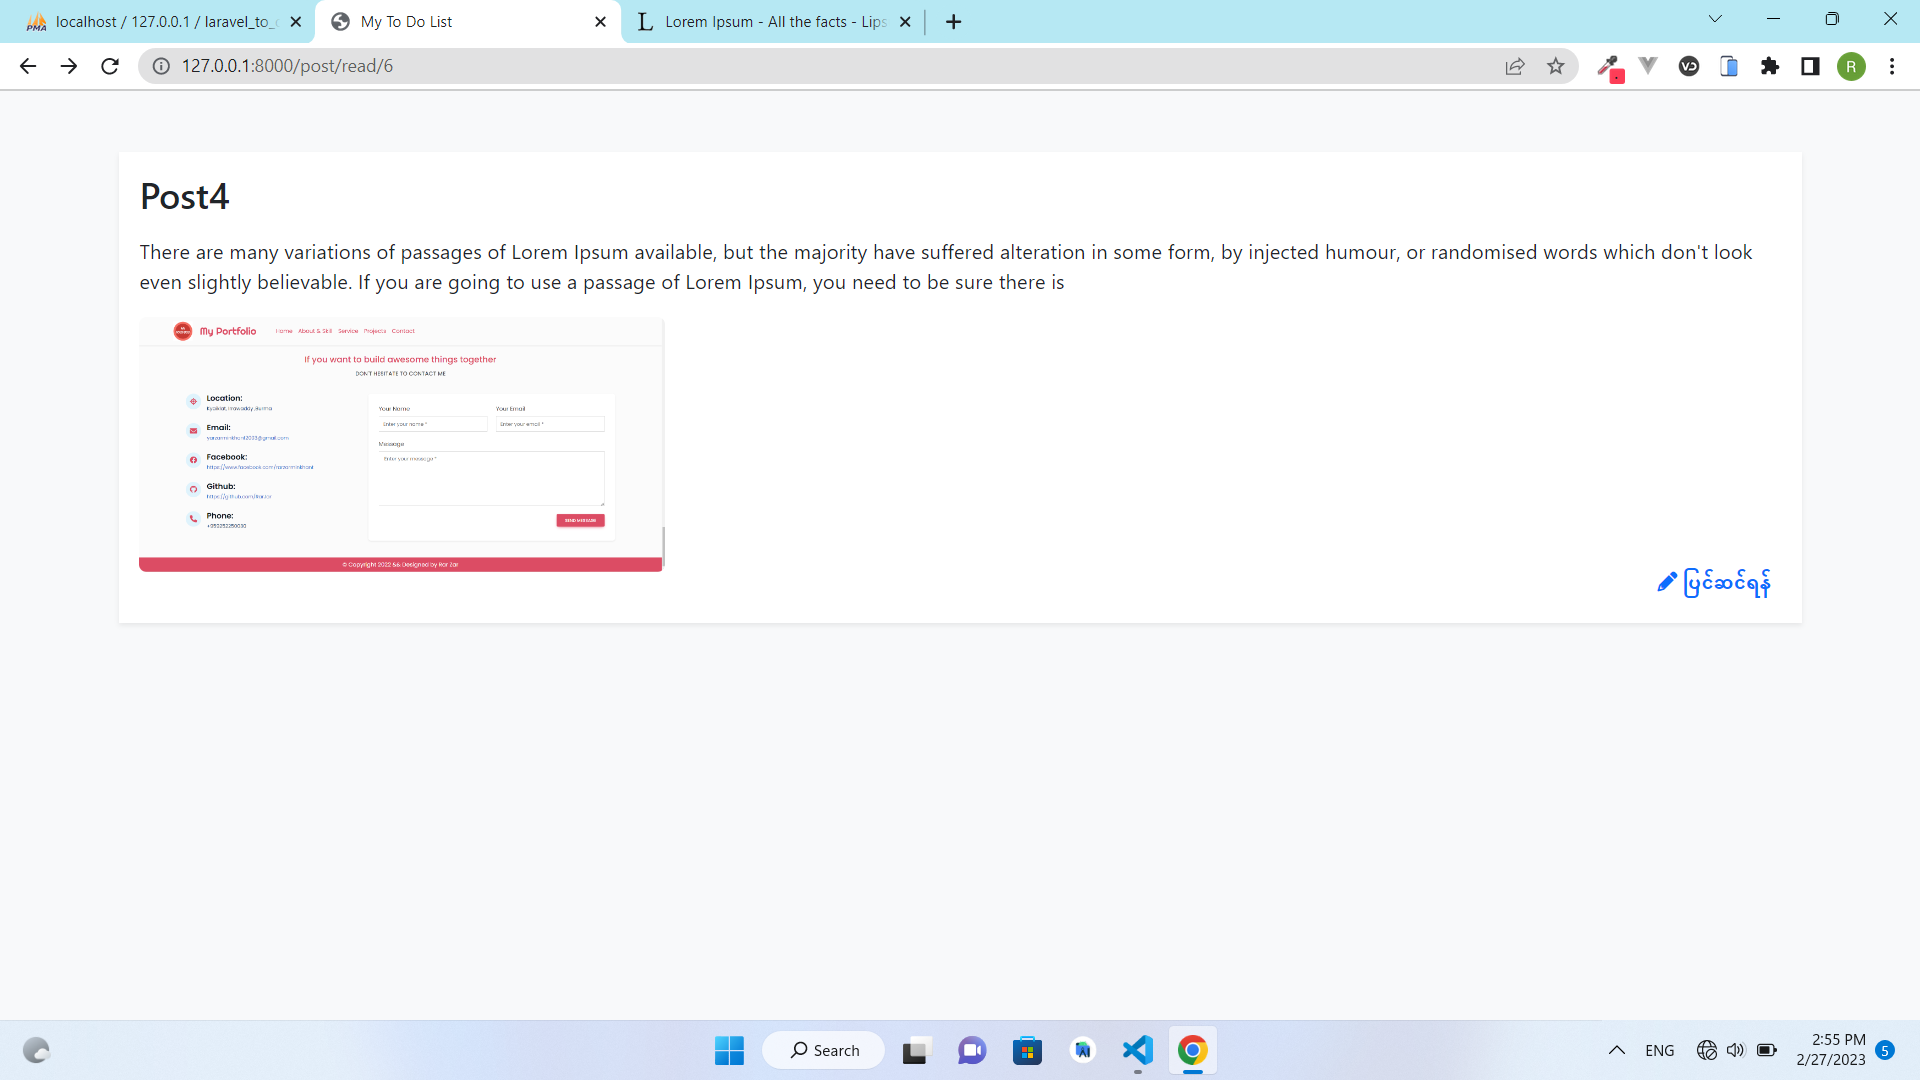 localhost / 127.0.0.1 / laravel_to_
My To Do List
Lorem Ipsum - All the facts - Lips
127.0.0.1:8000/post/read/6
R
Post4
There are many variations of passages of Lorem Ipsum available, but the majority have suffered alteration in some form, by injected humour, or randomised words which don't look
even slightly believable. If you are going to use a passage of Lorem Ipsum, you need to be sure there is
My Portfolio
Home About & Skill Service Projects Contact
If you want to build awesome things together
DON'T HESITATE TO CONTACT ME
Location:
Kyaiklat, Irrawaddy, Burma
Email:
Facebook:
Github:
Phone:
Your Name
Your Email
Enter your name *
Enter your email *
Message
Enter your message *
SEND MESSAGE
© Copyright 2022 && Designed by Rar Zar
ပြင်ဆင်ရန်
Search
ENG
2:55 PM
2/27/2023
5